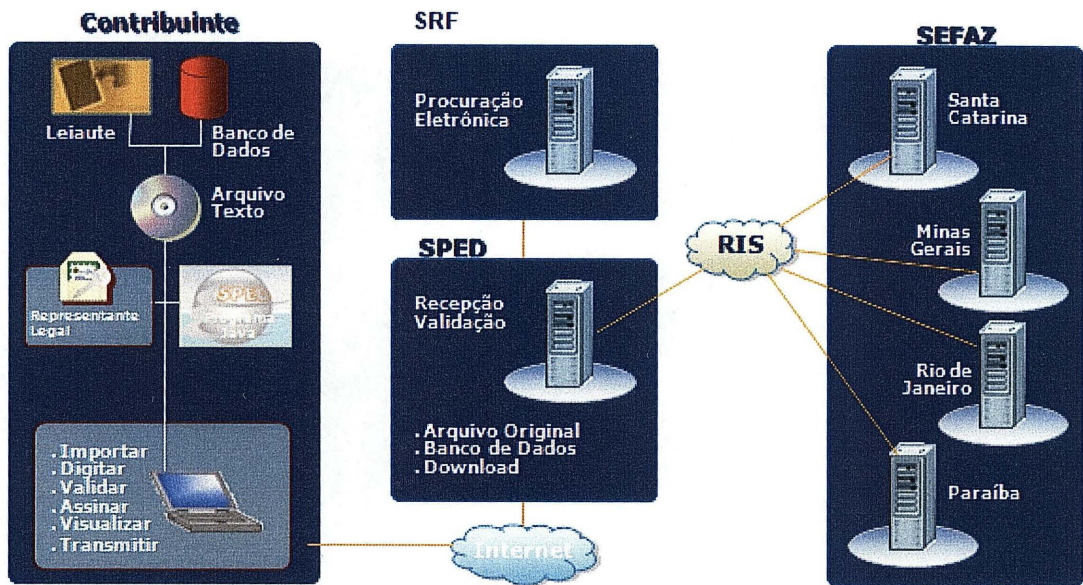 Contribuinte
Leiaute
Banco de
Dados
Arquivo
Texto
SPED
Representante
Legal
. Importar
. Digitar
. Validar
. Assinar
. Visualizar
. Transmitir
SRF
Procuração
Eletrônica
SPED
Recepção
Validação
. Arquivo Original
. Banco de Dados
. Download
Internet
RIS
SEFAZ
Santa
Catarina
Minas
Gerais
Rio de
Janeiro
Paraíba